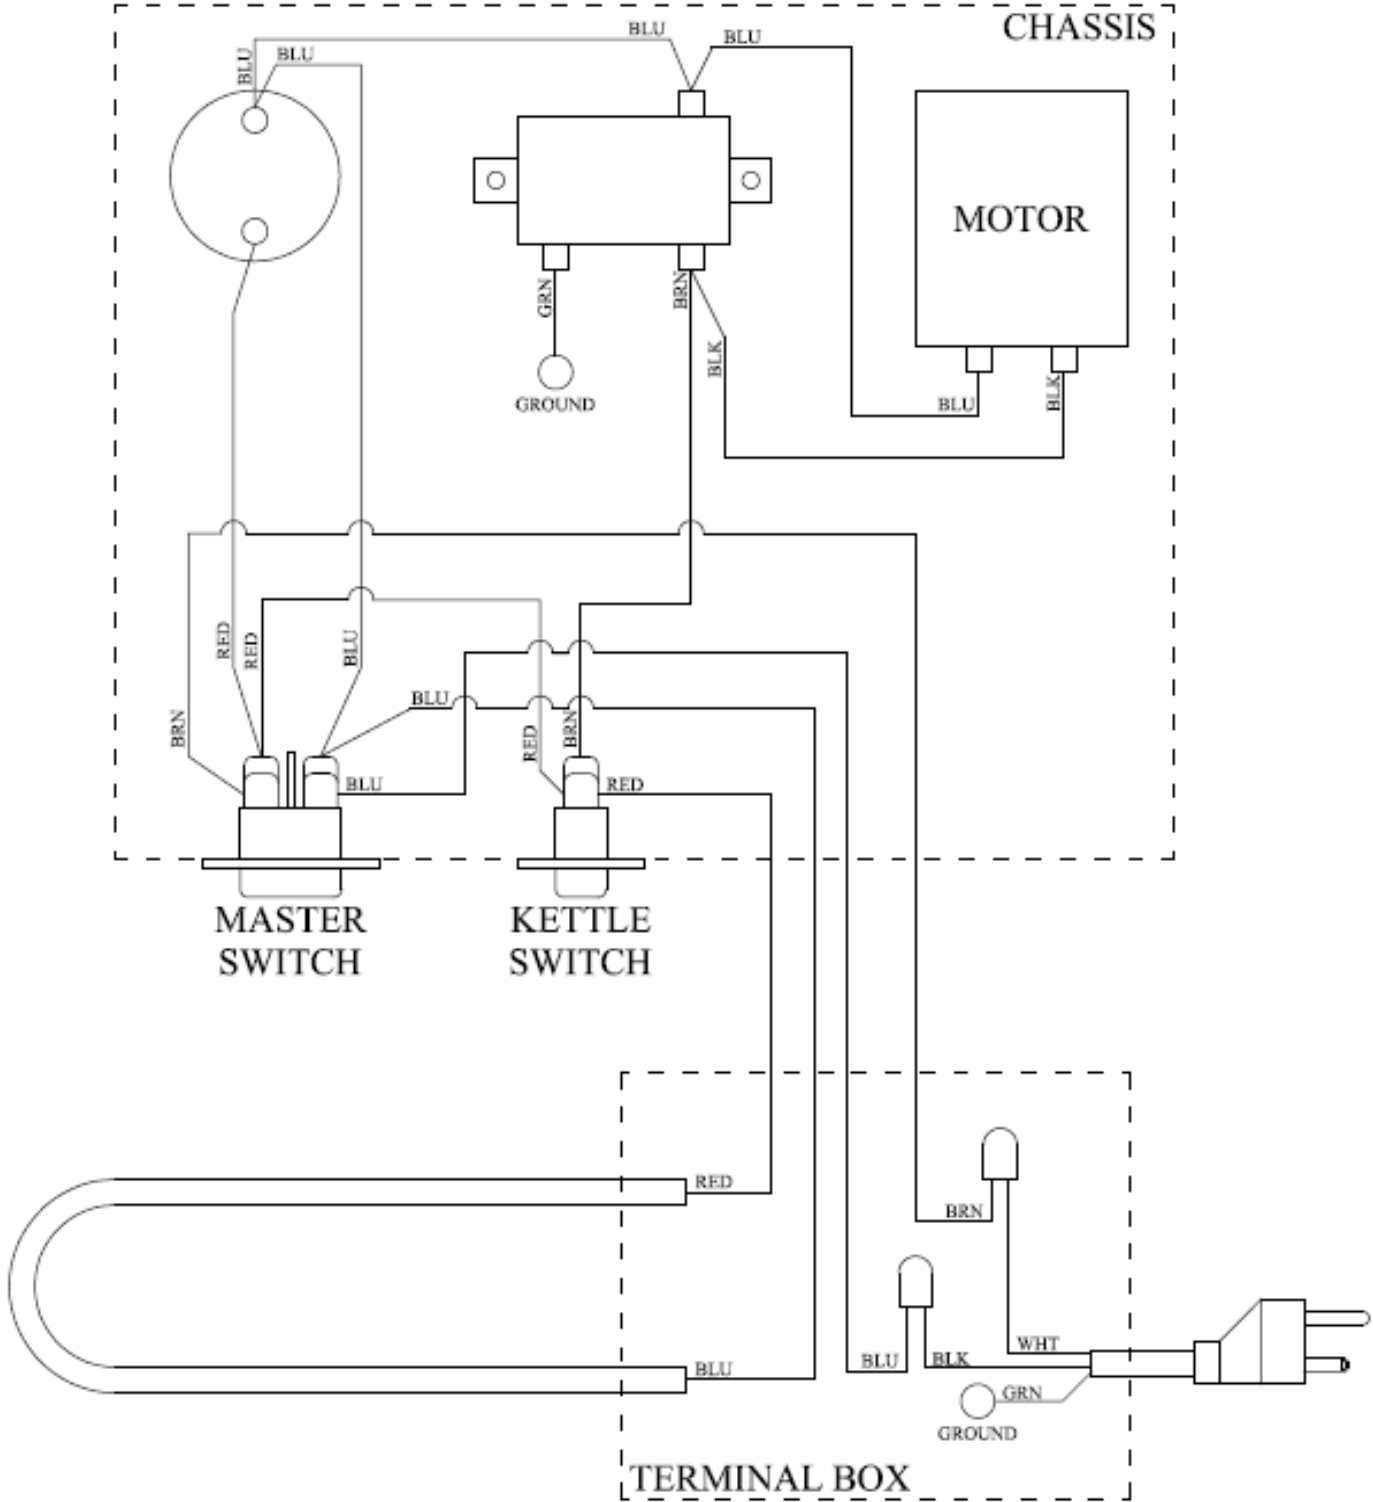 CHASSIS
BLU
BLU
BLU
BLU
MOTOR
GRN
BRN
BLK
GROUND
BLU
BLK
RED
RED
BLU
BRN
BLU
RED
BRN
BLU
RED
MASTER
SWITCH
KETTLE
SWITCH
RED
BRN
BLU
BLU
BLK
WHT
GRN
GROUND
TERMINAL BOX